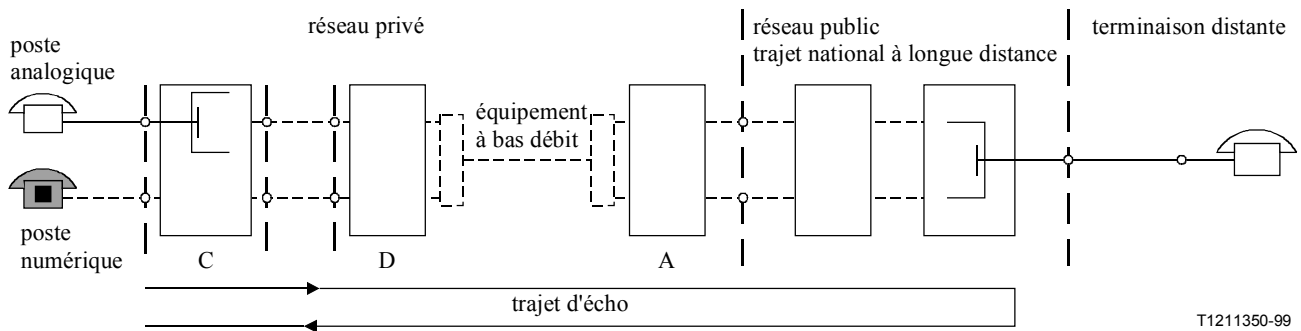 réseau privé
réseau public
trajet national à longue distance
terminaison distante
poste
analogique
équipement
à bas débit
poste
numérique
C
D
A
trajet d'écho
T1211350-99